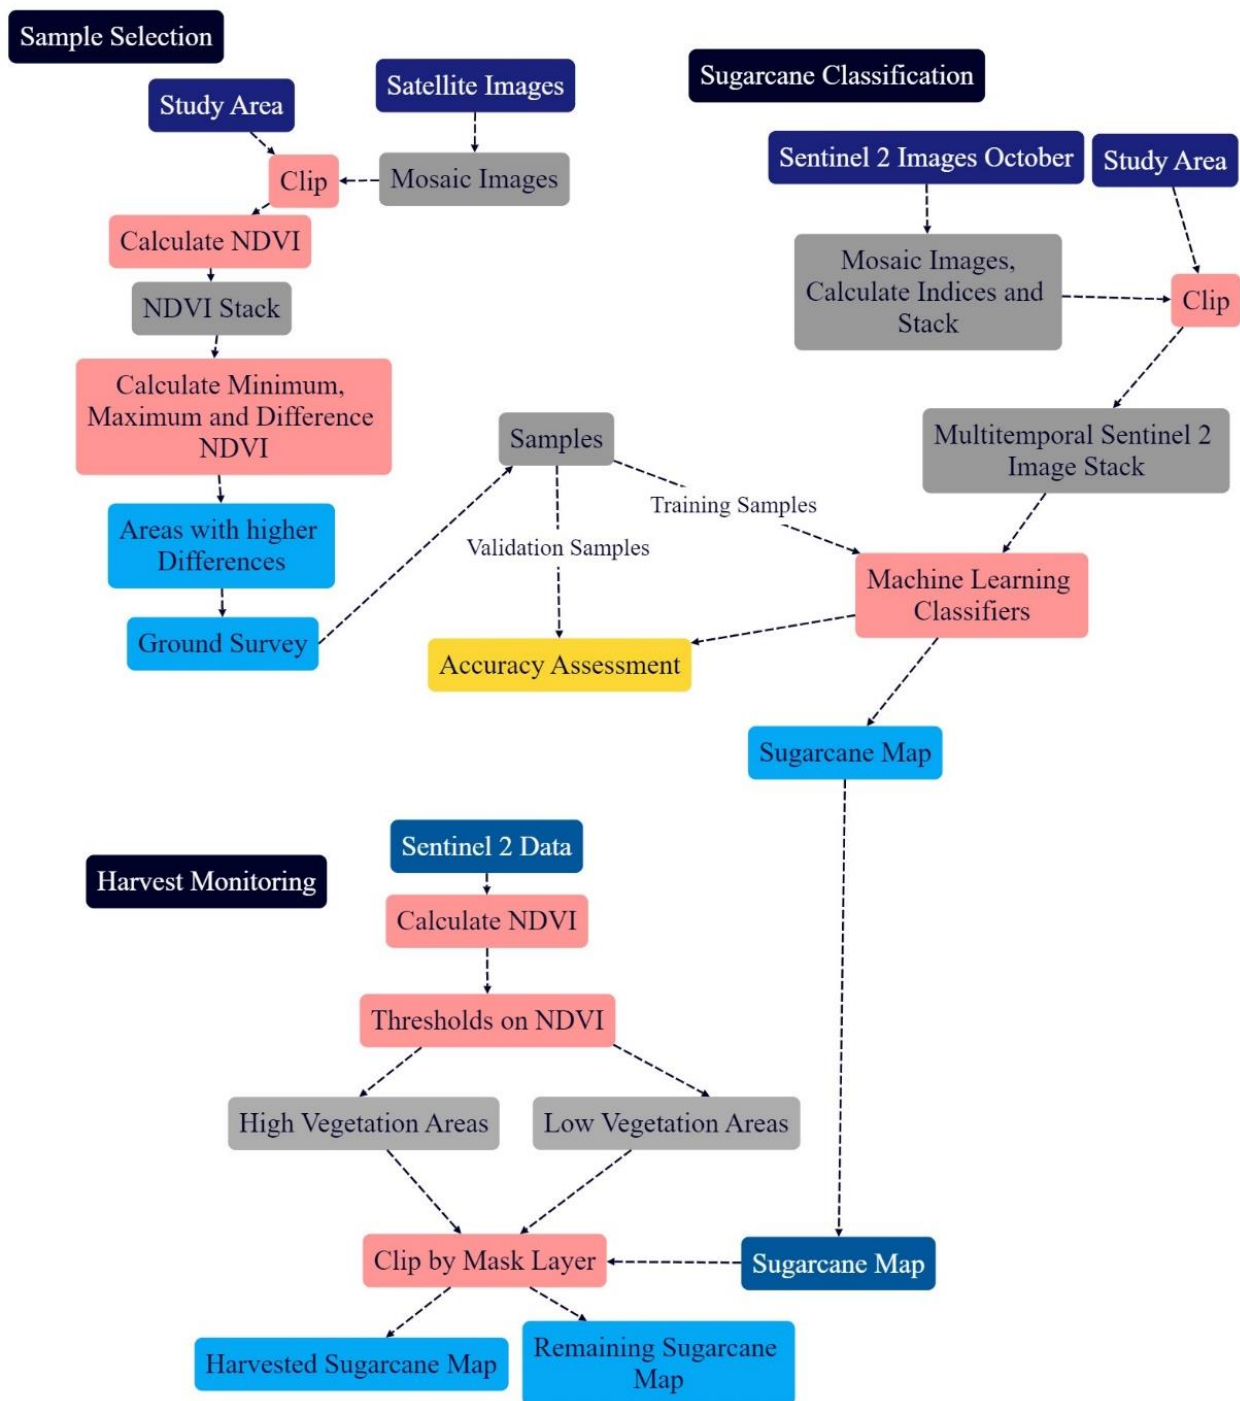 Sample Selection
Study Area
Satellite Images
Clip
Mosaic Images
Calculate NDVI
NDVI Stack
Calculate Minimum,
Maximum and Difference
NDVI
Areas with higher
Differences
Ground Survey
Samples
Training Samples
Validation Samples
Accuracy Assessment
Sugarcane Classification
Sentinel 2 Images October
Study Area
Mosaic Images,
Calculate Indices and
Stack
Clip
Multitemporal Sentinel 2
Image Stack
Machine Learning
Classifiers
Sugarcane Map
Harvest Monitoring
Sentinel 2 Data
Calculate NDVI
Thresholds on NDVI
High Vegetation Areas
Low Vegetation Areas
Clip by Mask Layer
Sugarcane Map
Harvested Sugarcane Map
Remaining Sugarcane
Map